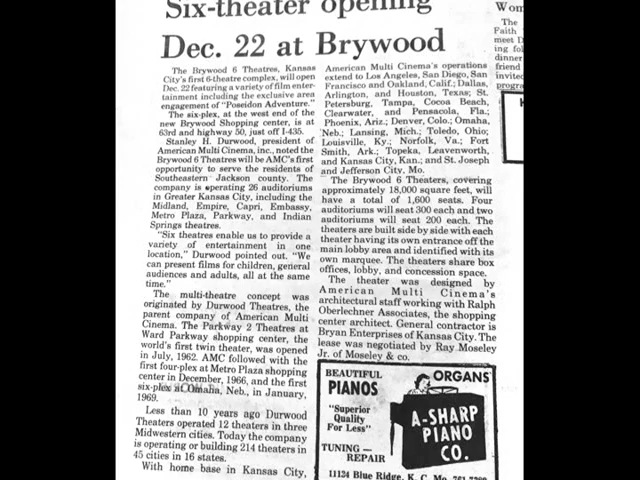 Six-theater opening
Dec. 22 at Brywood
The Brywood 6 Theatres, Kansas
City's first 6-theatre complex, will open
Dec. 22 featuring a variety of film enter-
tainment including the exclusive area
engagement of "Poseidon Adventure."
The six-plex, at the west end of the
new Brywood Shopping center, is at
63rd and highway 50, just off I-435.
Stanley H. Durwood, president of
American Multi Cinema, inc., noted the
Brywood 6 Theatres will be AMC's first
opportunity to serve the residents of
Southeastern Jackson county. The
company is operating 26 auditoriums
in Greater Kansas City, including the
Midland, Empire, Capri, Embassy,
Metro Plaza, Parkway, and Indian
Springs theatres.
"Six theatres enable us to provide a
variety of entertainment in one
location," Durwood pointed out. "We
can present films for children, general
audiences and adults, all at the same
time."
The multi-theatre concept was
originated by Durwood Theatres, the
parent company of American Multi
Cinema. The Parkway 2 Theatres at
Ward Parkway shopping center, the
world's first twin theater, was opened
in July, 1962. AMC followed with the
first four-plex at Metro Plaza shopping
center in December, 1966, and the first
six-plex at Omaha, Neb., in January,
1969.
Less than 10 years ago Durwood
Theaters operated 12 theaters in three
Midwestern cities. Today the company
is operating or building 214 theaters in
45 cities in 16 states.
With home base in Kansas City,
American Multi Cinema's operations
extend to Los Angeles, San Diego, San
Francisco and Oakland, Calif.; Dallas,
Arlington, and Houston, Texas; St.
Petersburg, Tampa, Cocoa Beach,
Clearwater, and Pensacola, Fla.;
Phoenix, Ariz.; Denver, Colo.; Omaha,
Neb.; Lansing, Mich.; Toledo, Ohio;
Louisville, Ky.; Norfolk, Va.; Fort
Smith, Ark.; Topeka, Leavenworth,
and Kansas City, Kan.; and St. Joseph
and Jefferson City, Mo.
The Brywood 6 Theaters, covering
approximately 18,000 square feet, will
have a total of 1,600 seats. Four
auditoriums will seat 300 each and two
auditoriums will seat 200 each. The
theaters are built side by side with each
theater having its own entrance off the
main lobby area and identified with its
own marquee. The theaters share box
offices, lobby, and concession space.
The theater was designed by
American Multi Cinema's
architectural staff working with Ralph
Oberlechner Associates, the shopping
center architect. General contractor is
Bryan Enterprises of Kansas City. The
lease was negotiated by Ray Moseley
Jr. of Moseley & co.
BEAUTIFUL
PIANOS
"Superior
Quality
For Less"
TUNING -
REPAIR
ORGANS
A-SHARP
PIANO
CO.
11124 Blue Ridge, K. C. Mo.
The
Faith
meet
ing
dinner
friend
invite
progra